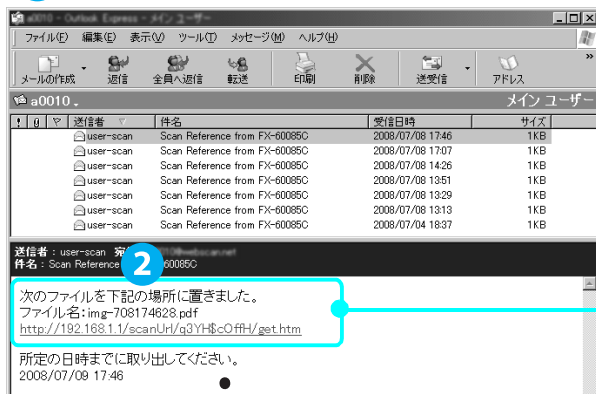 a0010 - Outlook Express - メインユーザー
ファイル(F) 編集(E) 表示(V) ツール(T) メッセージ(M) ヘルプ(H)
メールの作成 返信 全員へ返信 転送 印刷 削除 送受信 アドレス »
a0010 . メイン ユーザー
! 送信者 件名 受信日時 サイズ
user-scan Scan Reference from FX-60085C 2008/07/08 17:46 1KB
user-scan Scan Reference from FX-60085C 2008/07/08 17:07 1KB
user-scan Scan Reference from FX-60085C 2008/07/08 14:26 1KB
user-scan Scan Reference from FX-60085C 2008/07/08 13:51 1KB
user-scan Scan Reference from FX-60085C 2008/07/08 13:29 1KB
user-scan Scan Reference from FX-60085C 2008/07/08 13:13 1KB
user-scan Scan Reference from FX-60085C 2008/07/04 18:37 1KB
送信者 : user-scan
件名 : Scan Reference 60085C
2
次のファイルを下記の場所に置きました。
ファイル名：img-708174628.pdf
http://192.168.1.1/scanUrl/q3YH$cOffH/get.htm
所定の日時までに取り出してください。
2008/07/09 17:46